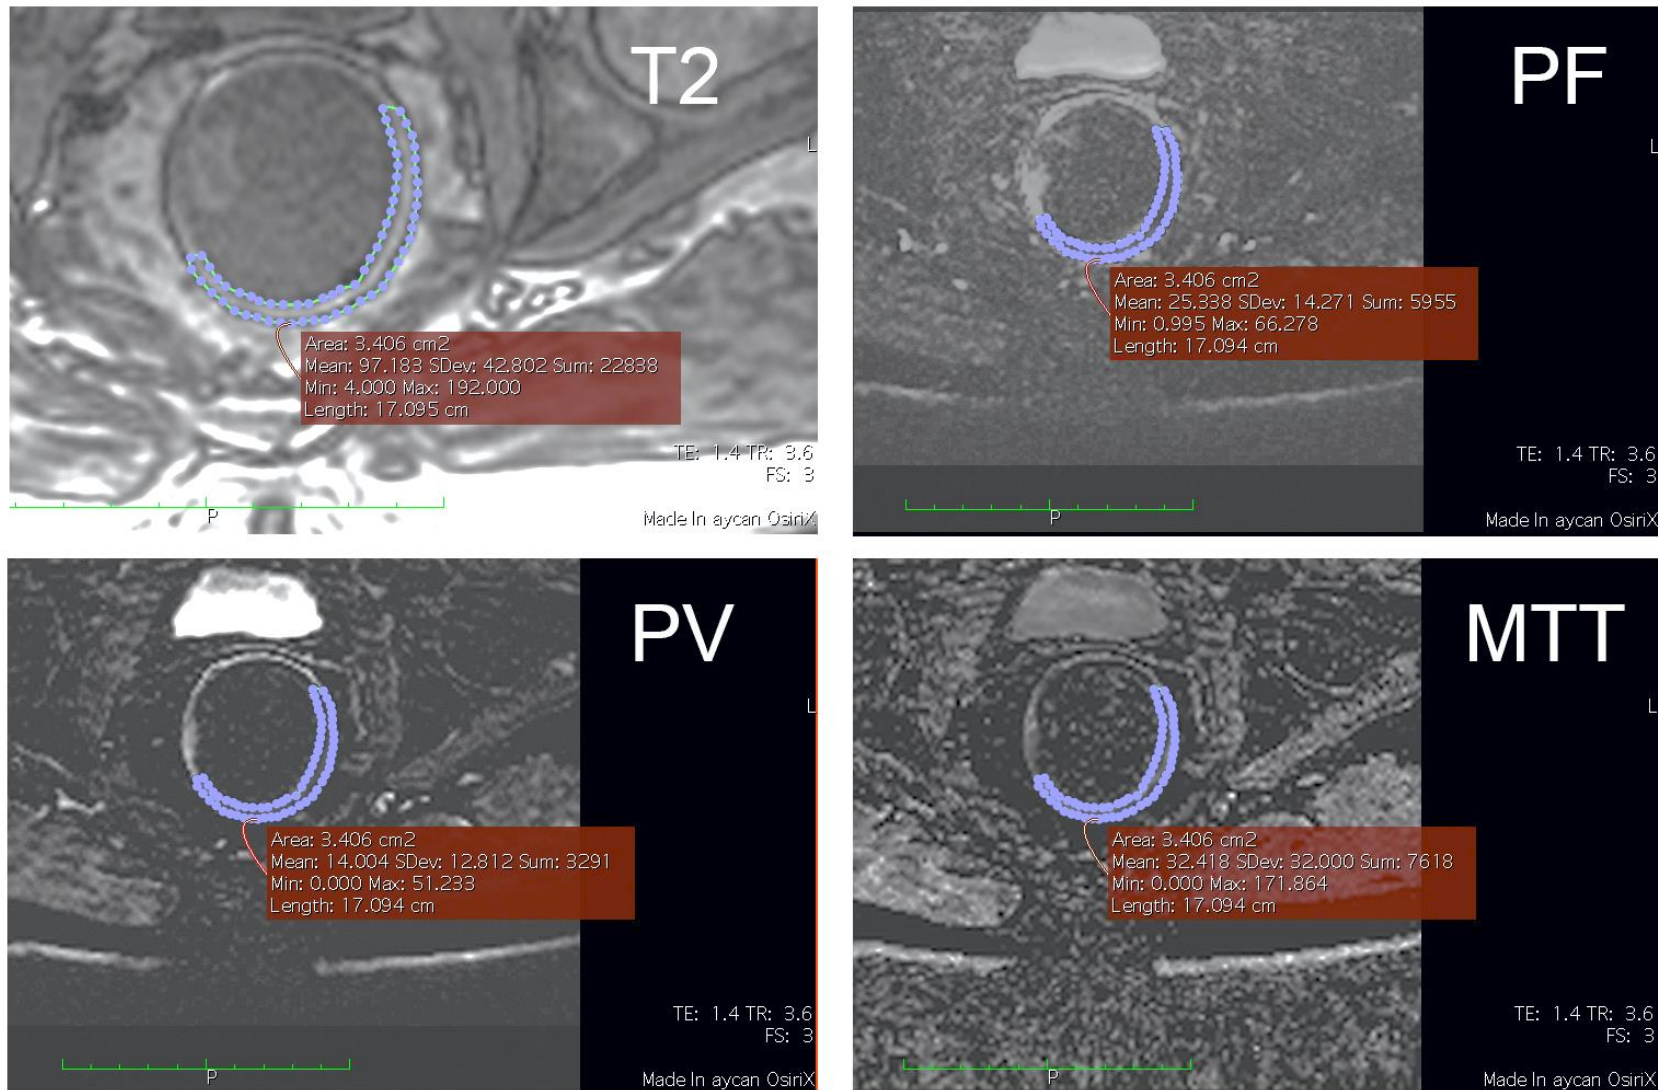 T2
L
Area: 3.406 cm2
Mean: 97.183 SDev: 42.802 Sum: 22838
Min: 4.000 Max: 192.000
Length: 17.095 cm
TE: 1.4 TR: 3.6
FS: 3
P
Made In aycan OsiriX
PF
L
Area: 3.406 cm2
Mean: 25.338 SDev: 14.271 Sum: 5955
Min: 0.995 Max: 66.278
Length: 17.094 cm
TE: 1.4 TR: 3.6
FS: 3
P
Made In aycan OsiriX
PV
L
Area: 3.406 cm2
Mean: 14.004 SDev: 12.812 Sum: 3291
Min: 0.000 Max: 51.233
Length: 17.094 cm
TE: 1.4 TR: 3.6
FS: 3
P
Made In aycan OsiriX
MTT
L
Area: 3.406 cm2
Mean: 32.418 SDev: 32.000 Sum: 7618
Min: 0.000 Max: 171.864
Length: 17.094 cm
TE: 1.4 TR: 3.6
FS: 3
P
Made In aycan OsiriX